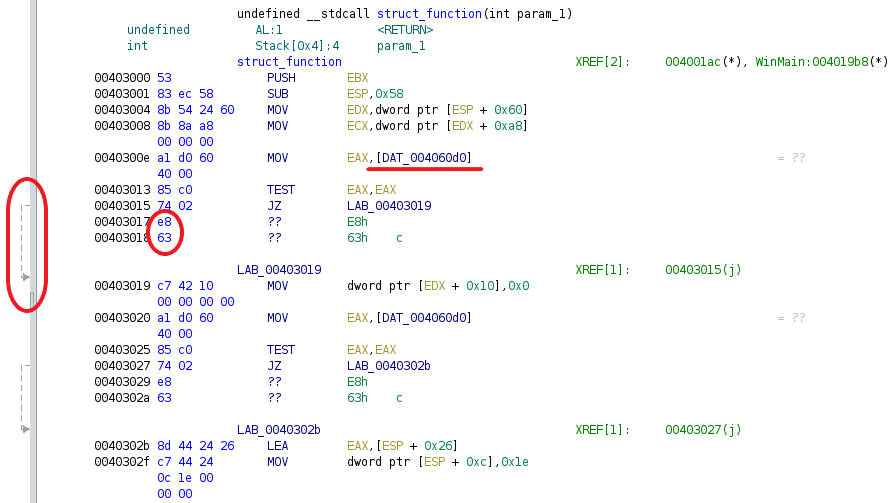 undefined __stdcall struct_function(int param_1)
undefined AL:1 <RETURN>
int Stack[0x4]:4 param_1
struct_function XREF[2]: 004001ac(*), WinMain:004019b8(*)
00403000 53 PUSH EBX
00403001 83 ec 58 SUB ESP,0x58
00403004 8b 54 24 60 MOV EDX,dword ptr [ESP + 0x60]
00403008 8b 8a a8 MOV ECX,dword ptr [EDX + 0xa8]
00 00 00
0040300e a1 d0 60 MOV EAX,[DAT_004060d0] = ??
40 00
00403013 85 c0 TEST EAX,EAX
00403015 74 02 JZ LAB_00403019
00403017 e8 ?? E8h
00403018 63 ?? 63h c
LAB_00403019 XREF[1]: 00403015(j)
00403019 c7 42 10 MOV dword ptr [EDX + 0x10],0x0
00 00 00 00
00403020 a1 d0 60 MOV EAX,[DAT_004060d0] = ??
40 00
00403025 85 c0 TEST EAX,EAX
00403027 74 02 JZ LAB_0040302b
00403029 e8 ?? E8h
0040302a 63 ?? 63h c
LAB_0040302b XREF[1]: 00403027(j)
0040302b 8d 44 24 26 LEA EAX,[ESP + 0x26]
0040302f c7 44 24 MOV dword ptr [ESP + 0xc],0x1e
0c 1e 00
00 00